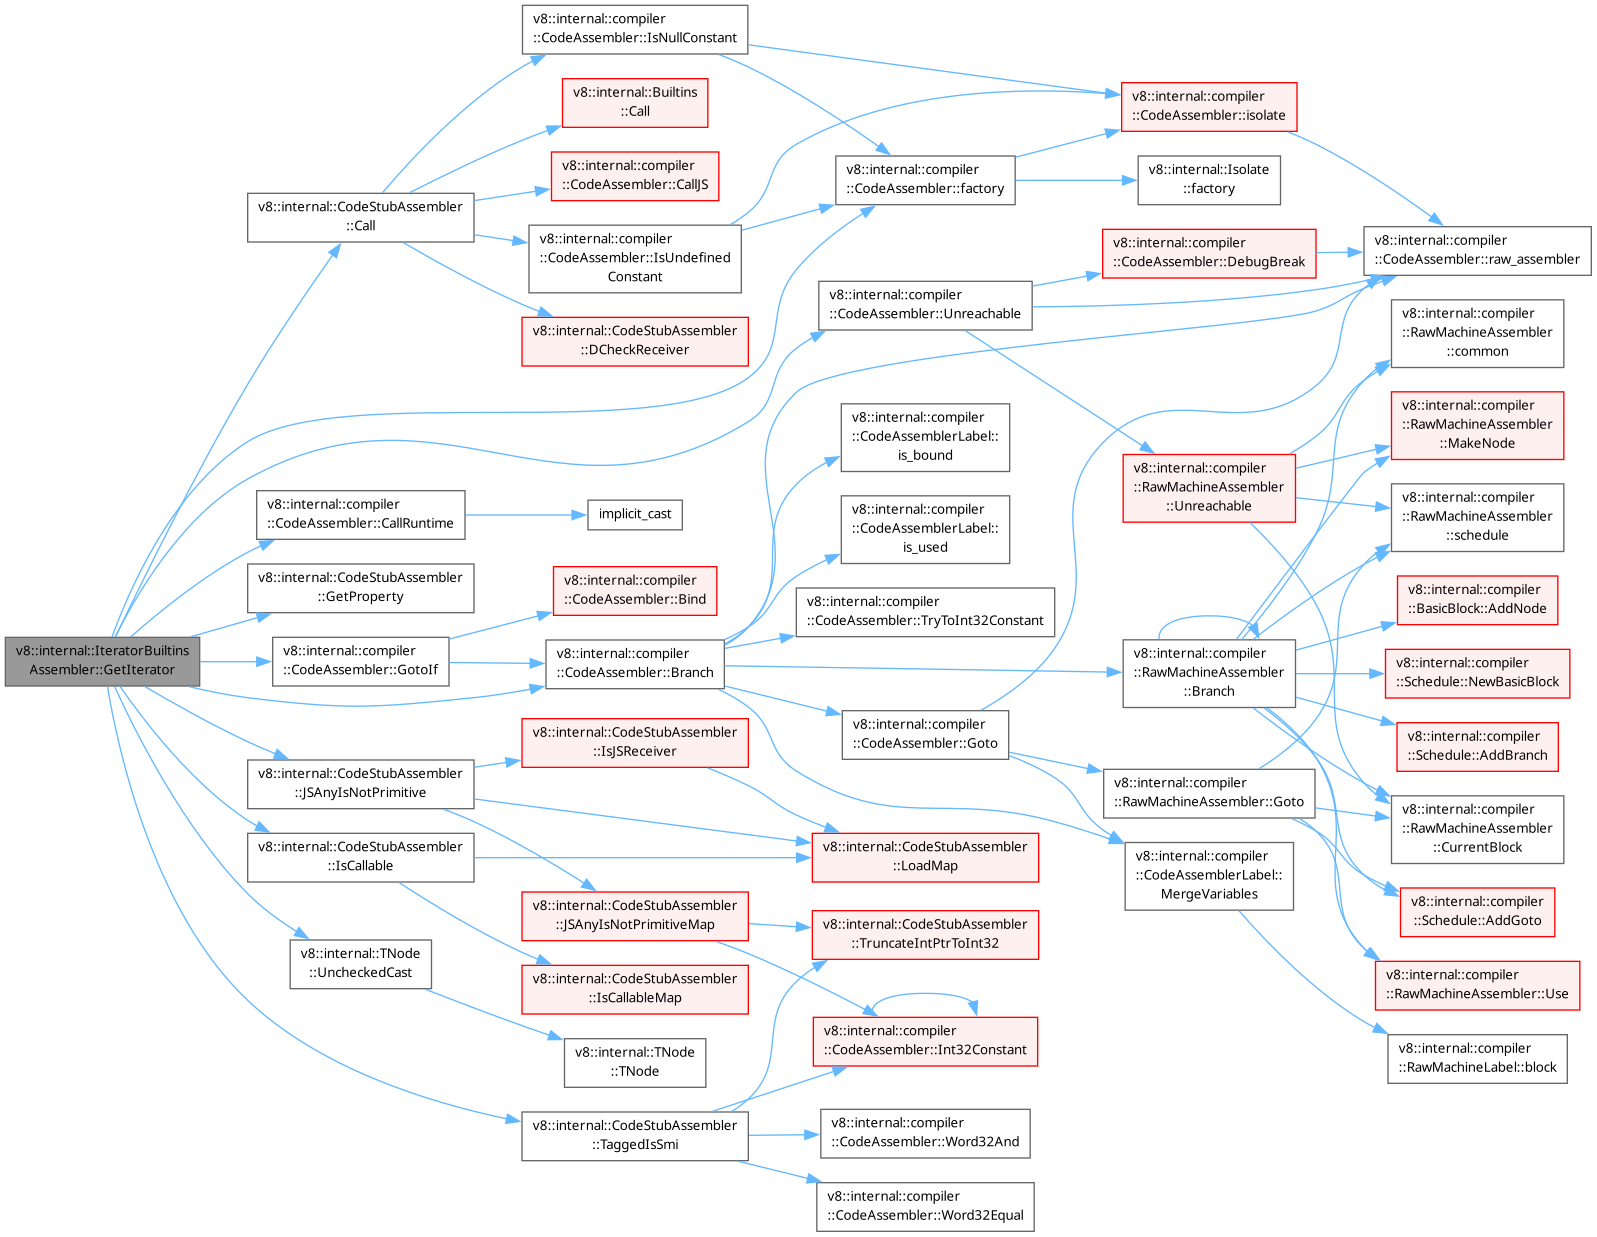 v8::internal::IteratorBuiltins
Assembler::GetIterator
v8::internal::CodeStubAssembler
::Call
v8::internal::compiler
::CodeAssembler::CallRuntime
v8::internal::CodeStubAssembler
::GetProperty
v8::internal::compiler
::CodeAssembler::GotoIf
v8::internal::CodeStubAssembler
::JSAnyIsNotPrimitive
v8::internal::CodeStubAssembler
::IsCallable
v8::internal::TNode
::UncheckedCast
v8::internal::compiler
::CodeAssembler::IsNullConstant
v8::internal::Builtins
::Call
v8::internal::compiler
::CodeAssembler::CallJS
v8::internal::compiler
::CodeAssembler::IsUndefined
Constant
v8::internal::CodeStubAssembler
::DCheckReceiver
implicit_cast
v8::internal::compiler
::CodeAssembler::Bind
v8::internal::compiler
::CodeAssembler::Branch
v8::internal::CodeStubAssembler
::IsJSReceiver
v8::internal::CodeStubAssembler
::JSAnyIsNotPrimitiveMap
v8::internal::CodeStubAssembler
::IsCallableMap
v8::internal::TNode
::TNode
v8::internal::CodeStubAssembler
::TaggedIsSmi
v8::internal::compiler
::CodeAssembler::factory
v8::internal::compiler
::CodeAssembler::Unreachable
v8::internal::compiler
::CodeAssemblerLabel::
is_bound
v8::internal::compiler
::CodeAssemblerLabel::
is_used
v8::internal::compiler
::CodeAssembler::TryToInt32Constant
v8::internal::compiler
::CodeAssembler::Goto
v8::internal::CodeStubAssembler
::LoadMap
v8::internal::CodeStubAssembler
::TruncateIntPtrToInt32
v8::internal::compiler
::CodeAssembler::Int32Constant
v8::internal::compiler
::CodeAssembler::Word32And
v8::internal::compiler
::CodeAssembler::Word32Equal
v8::internal::compiler
::CodeAssembler::isolate
v8::internal::Isolate
::factory
v8::internal::compiler
::CodeAssembler::DebugBreak
v8::internal::compiler
::RawMachineAssembler
::Unreachable
v8::internal::compiler
::RawMachineAssembler
::Branch
v8::internal::compiler
::RawMachineAssembler::Goto
v8::internal::compiler
::CodeAssemblerLabel::
MergeVariables
v8::internal::compiler
::CodeAssembler::raw_assembler
v8::internal::compiler
::RawMachineAssembler
::common
v8::internal::compiler
::RawMachineAssembler
::MakeNode
v8::internal::compiler
::RawMachineAssembler
::schedule
v8::internal::compiler
::BasicBlock::AddNode
v8::internal::compiler
::Schedule::NewBasicBlock
v8::internal::compiler
::Schedule::AddBranch
v8::internal::compiler
::RawMachineAssembler
::CurrentBlock
v8::internal::compiler
::Schedule::AddGoto
v8::internal::compiler
::RawMachineAssembler::Use
v8::internal::compiler
::RawMachineLabel::block